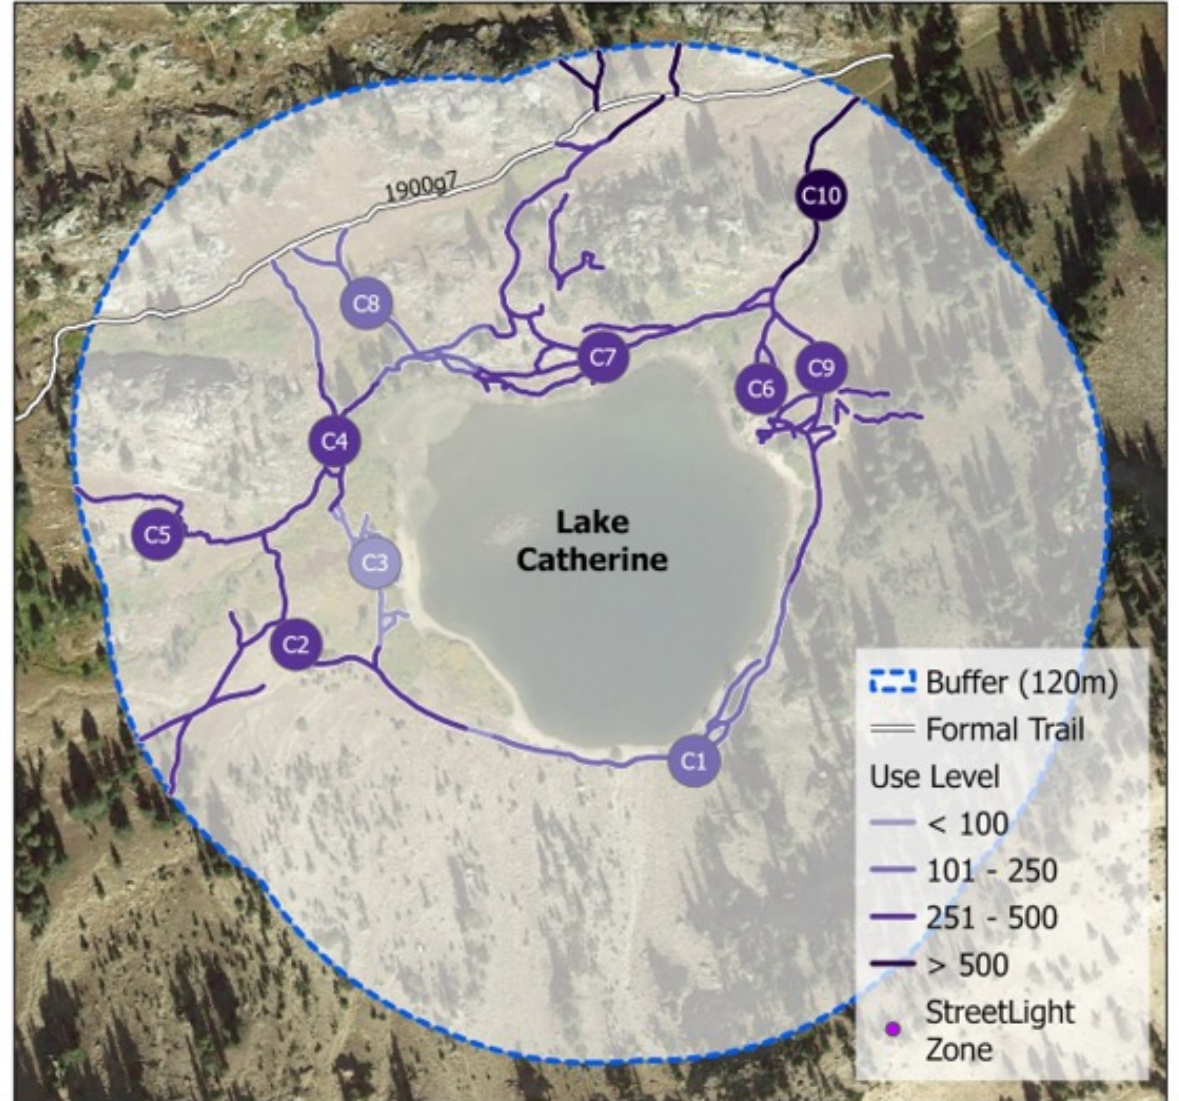 1900g7
C10
C8
C7
C9
C6
C4
Lake
Catherine
C5
C3
C2
C1
Buffer (120m)
Formal Trail
Use Level
< 100
101 - 250
251 - 500
> 500
StreetLight
Zone